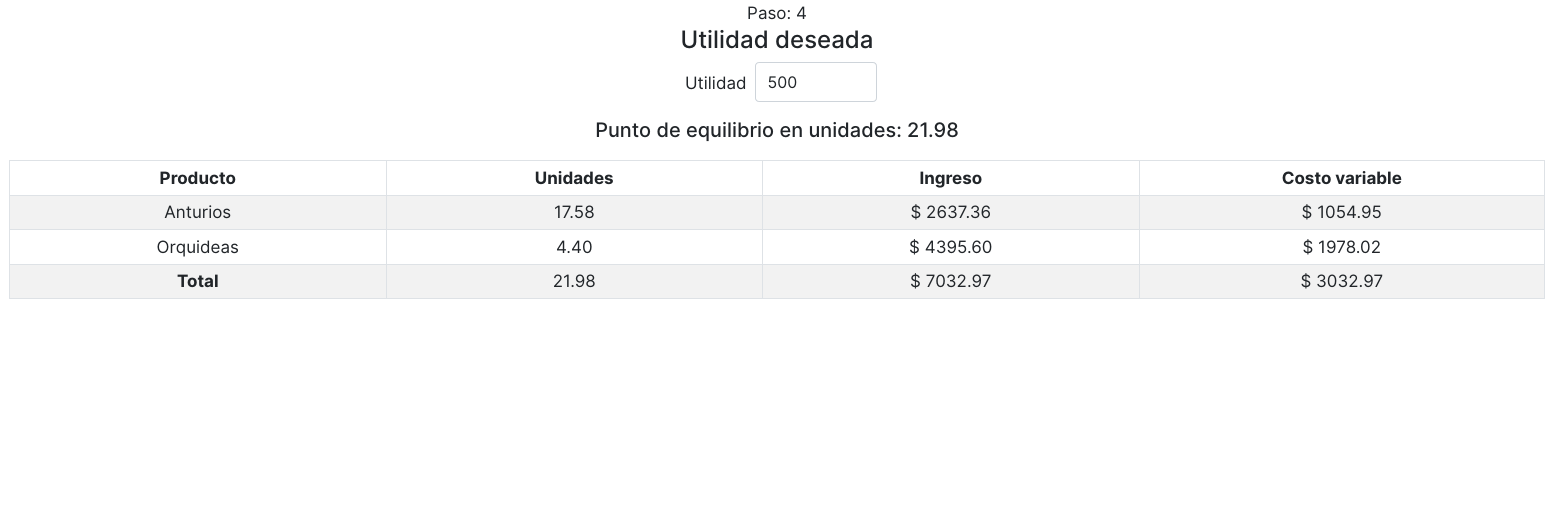 Paso: 4
Utilidad deseada
Utilidad 500
Punto de equilibrio en unidades: 21.98
Producto Unidades Ingreso Costo variable
Anturios 17.58 $ 2637.36 $ 1054.95
Orquideas 4.40 $ 4395.60 $ 1978.02
Total 21.98 $ 7032.97 $ 3032.97